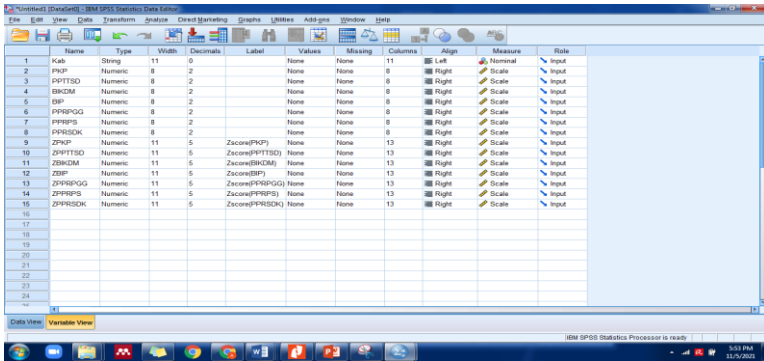 *Untitled1 [DataSet0] - IBM SPSS Statistics Data Editor
File Edit View Data Transform Analyze Direct Marketing Graphs Utilities Add-ons Window Help
Name Type Width Decimals Label Values Missing Columns Align Measure Role
1 Kab String 11 0 None None 11 Left Nominal Input
2 PKP Numeric 8 2 None None 8 Right Scale Input
3 PPTTSD Numeric 8 2 None None 8 Right Scale Input
4 BIKDM Numeric 8 2 None None 8 Right Scale Input
5 BIP Numeric 8 2 None None 8 Right Scale Input
6 PPRPGG Numeric 8 2 None None 8 Right Scale Input
7 PPRPS Numeric 8 2 None None 8 Right Scale Input
8 PPRSDK Numeric 8 2 None None 8 Right Scale Input
9 ZPKP Numeric 11 5 Zscore(PKP) None None 13 Right Scale Input
10 ZPPTTSD Numeric 11 5 Zscore(PPTTSD) None None 13 Right Scale Input
11 ZBIKDM Numeric 11 5 Zscore(BIKDM) None None 13 Right Scale Input
12 ZBIP Numeric 11 5 Zscore(BIP) None None 13 Right Scale Input
13 ZPPRPGG Numeric 11 5 Zscore(PPRPGG) None None 13 Right Scale Input
14 ZPPRPS Numeric 11 5 Zscore(PPRPS) None None 13 Right Scale Input
15 ZPPRSDK Numeric 11 5 Zscore(PPRSDK) None None 13 Right Scale Input
16
17
18
19
20
21
22
23
24
Data View Variable View
IBM SPSS Statistics Processor is ready
5:53 PM
11/5/2021